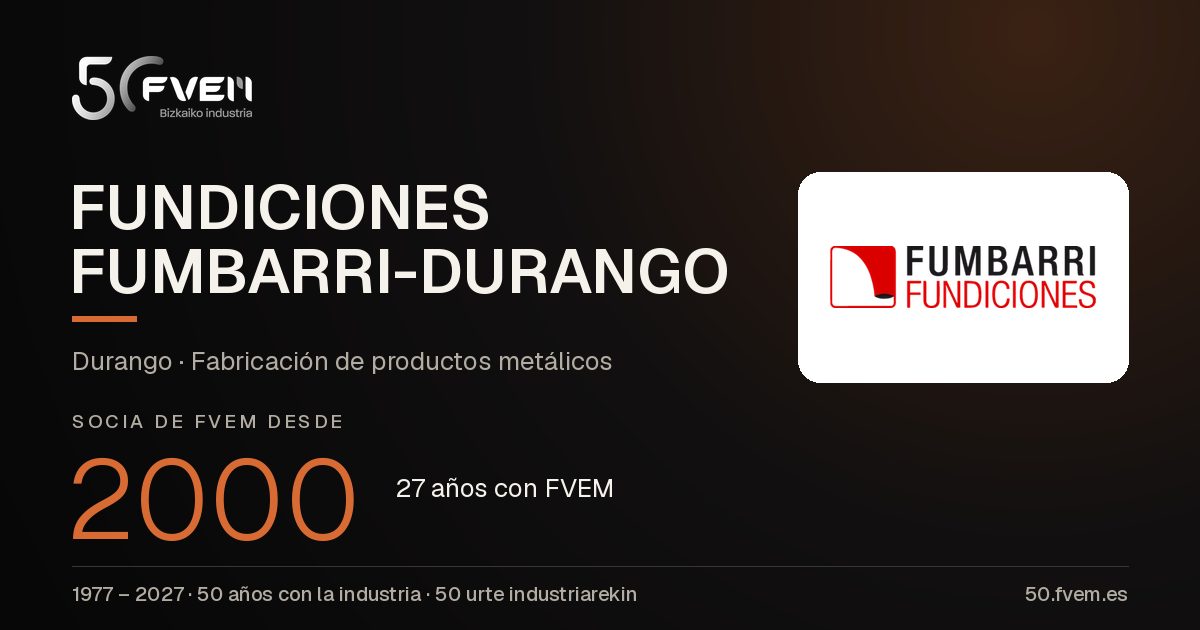 50 FVEM
Bizkaiko industria
FUNDICIONES
FUMBARRI-DURANGO
FUMBARRI
FUNDICIONES
Durango · Fabricación de productos metálicos
SOCIA DE FVEM DESDE
2000
27 años con FVEM
1977 – 2027 · 50 años con la industria · 50 urte industriarekin
50.fvem.es